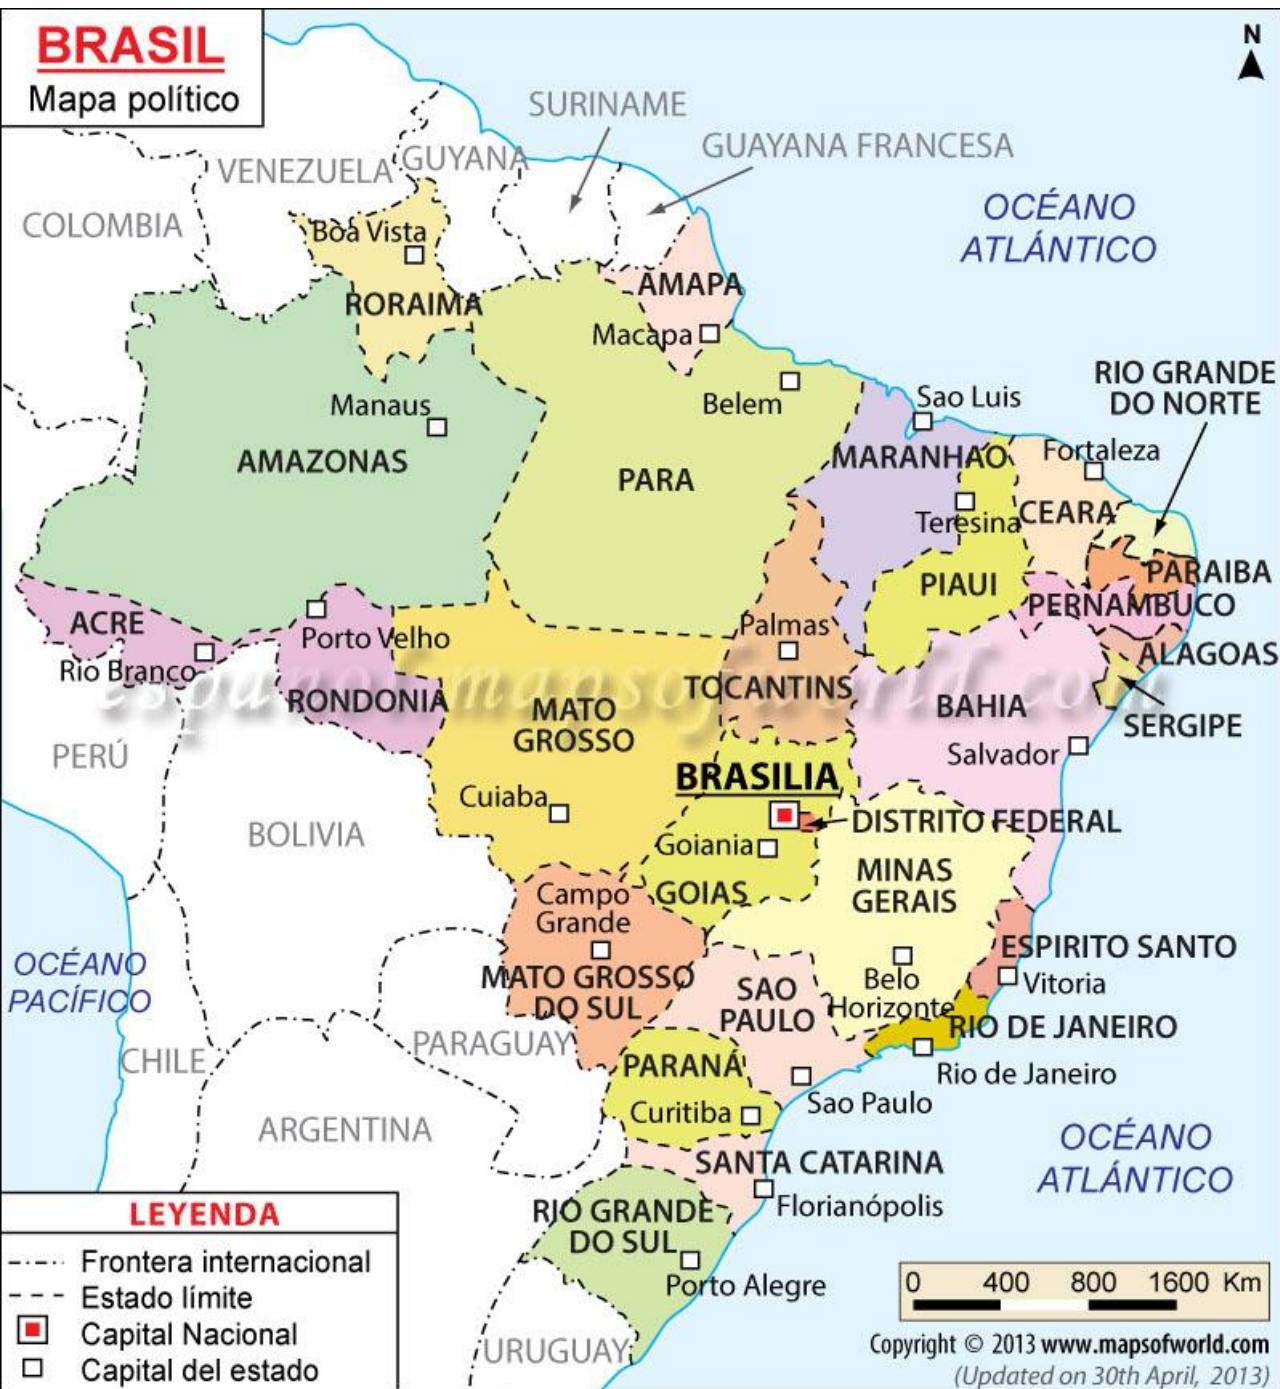 BRASIL
Mapa político
N
SURINAME
GUAYANA FRANCESA
VENEZUELA
GUYANA
COLOMBIA
OCÉANO
ATLÁNTICO
Boa Vista
RORAIMA
AMAPA
Macapa
Belem
RIO GRANDE
DO NORTE
Sao Luis
Manaus
AMAZONAS
PARA
MARANHAO
Fortaleza
Teresina
CEARA
PIAUI
PARAIBA
PERNAMBUCO
ACRE
Porto Velho
Palmas
ALAGOAS
Rio Branco
RONDONIA
TOCANTINS
espanol.mapsofworld.com
MATO
GROSSO
BAHIA
SERGIPE
PERÚ
Salvador
BRASILIA
Cuiaba
DISTRITO FEDERAL
BOLIVIA
Goiania
GOIAS
MINAS
GERAIS
Campo
Grande
ESPIRITO SANTO
OCÉANO
PACÍFICO
MATO GROSSO
DO SUL
SAO
PAULO
Belo
Horizonte
Vitoria
RIO DE JANEIRO
PARAGUAY
CHILE
PARANÁ
Rio de Janeiro
Curitiba
Sao Paulo
ARGENTINA
OCÉANO
ATLÁNTICO
SANTA CATARINA
Florianópolis
RIO GRANDE
DO SUL
Porto Alegre
URUGUAY
LEYENDA
Frontera internacional
Estado límite
Capital Nacional
Capital del estado
0 400 800 1600 Km
Copyright © 2013 www.mapsofworld.com
(Updated on 30th April, 2013)